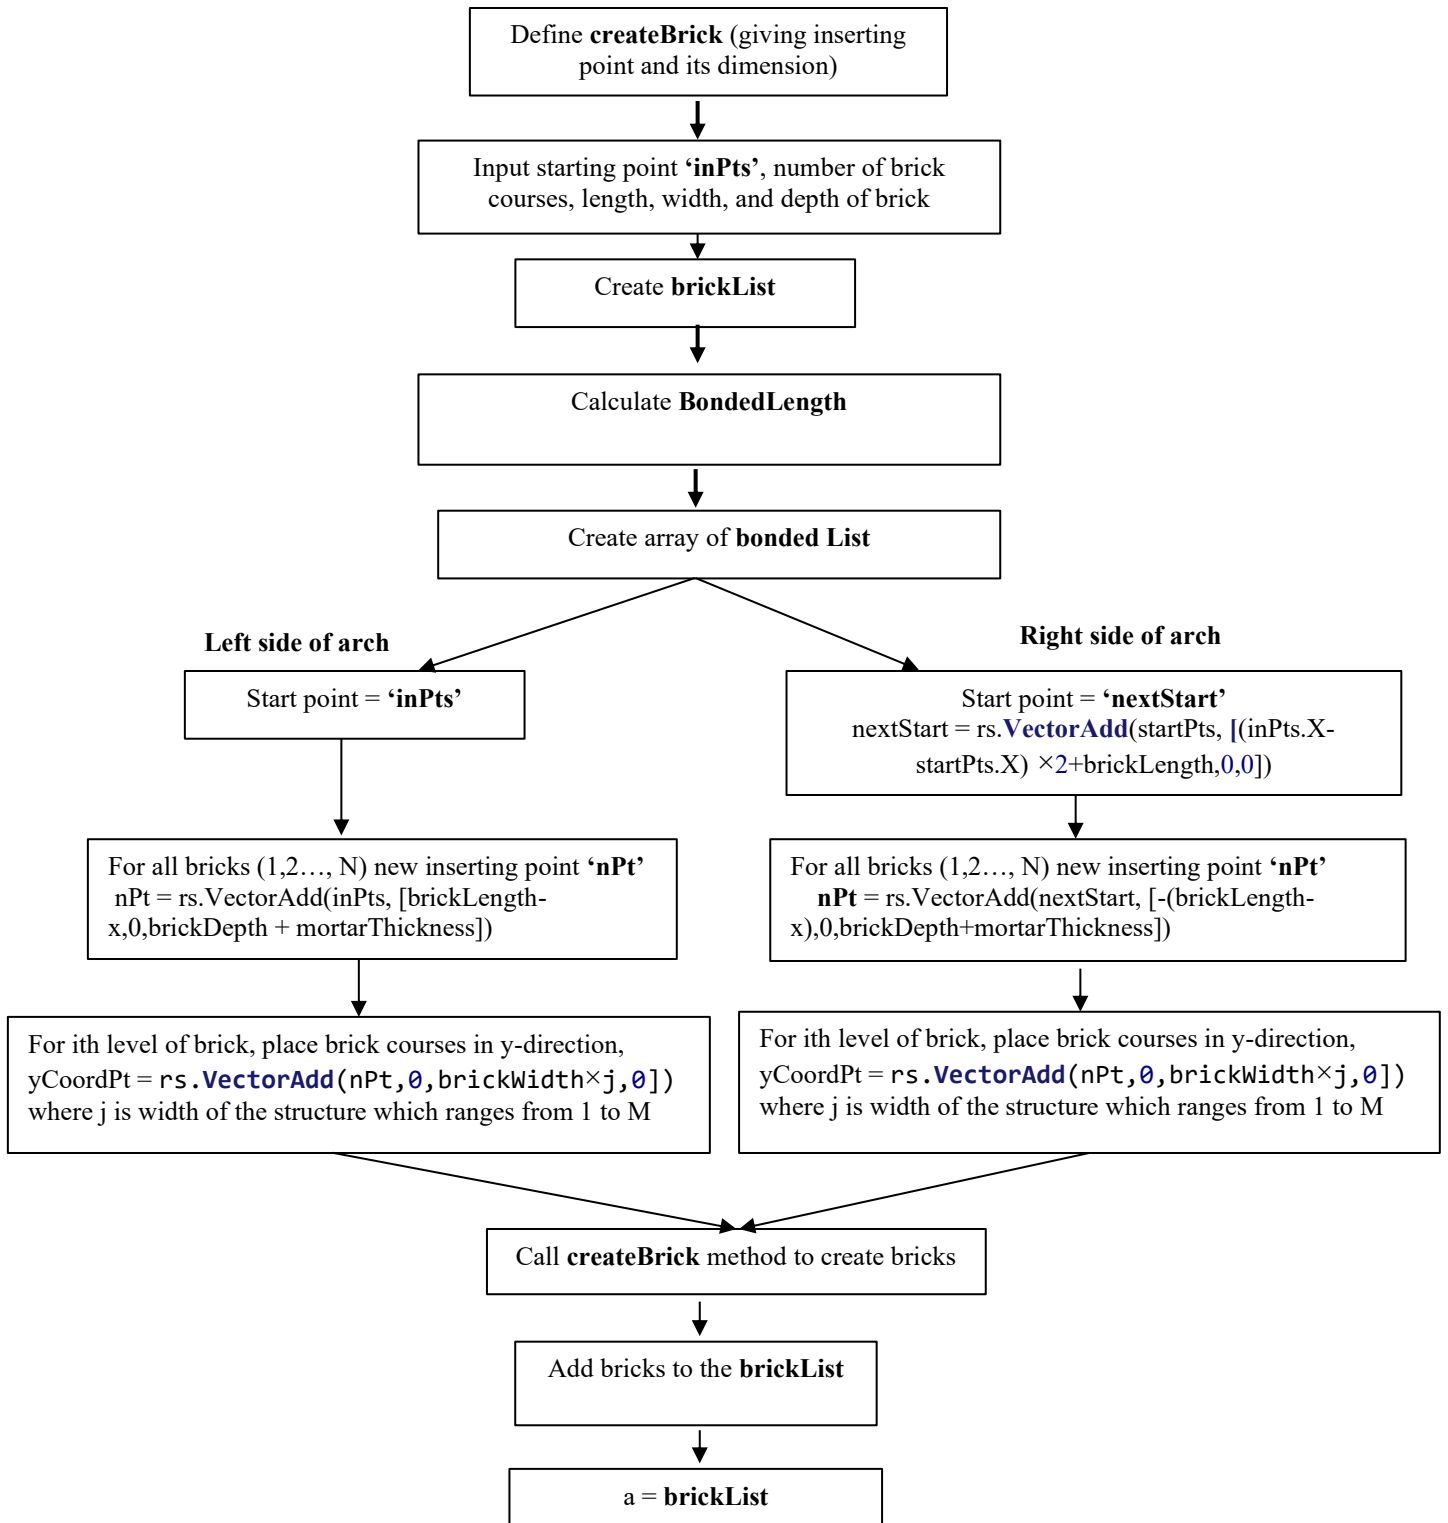 Define createBrick (giving inserting
point and its dimension)
Input starting point ‘inPts’, number of brick
courses, length, width, and depth of brick
Create brickList
Calculate BondedLength
Create array of bonded List
Left side of arch
Start point = ‘inPts’
For all bricks (1,2…, N) new inserting point ‘nPt’
nPt = rs.VectorAdd(inPts, [brickLength-
x,0,brickDepth + mortarThickness])
For ith level of brick, place brick courses in y-direction,
yCoordPt = rs.VectorAdd(nPt,0,brickWidth×j,0])
where j is width of the structure which ranges from 1 to M
Right side of arch
Start point = ‘nextStart’
nextStart = rs.VectorAdd(startPts, [(inPts.X-
startPts.X) ×2+brickLength,0,0])
For all bricks (1,2…, N) new inserting point ‘nPt’
nPt = rs.VectorAdd(nextStart, [-(brickLength-
x),0,brickDepth+mortarThickness])
For ith level of brick, place brick courses in y-direction,
yCoordPt = rs.VectorAdd(nPt,0,brickWidth×j,0])
where j is width of the structure which ranges from 1 to M
Call createBrick method to create bricks
Add bricks to the brickList
a = brickList